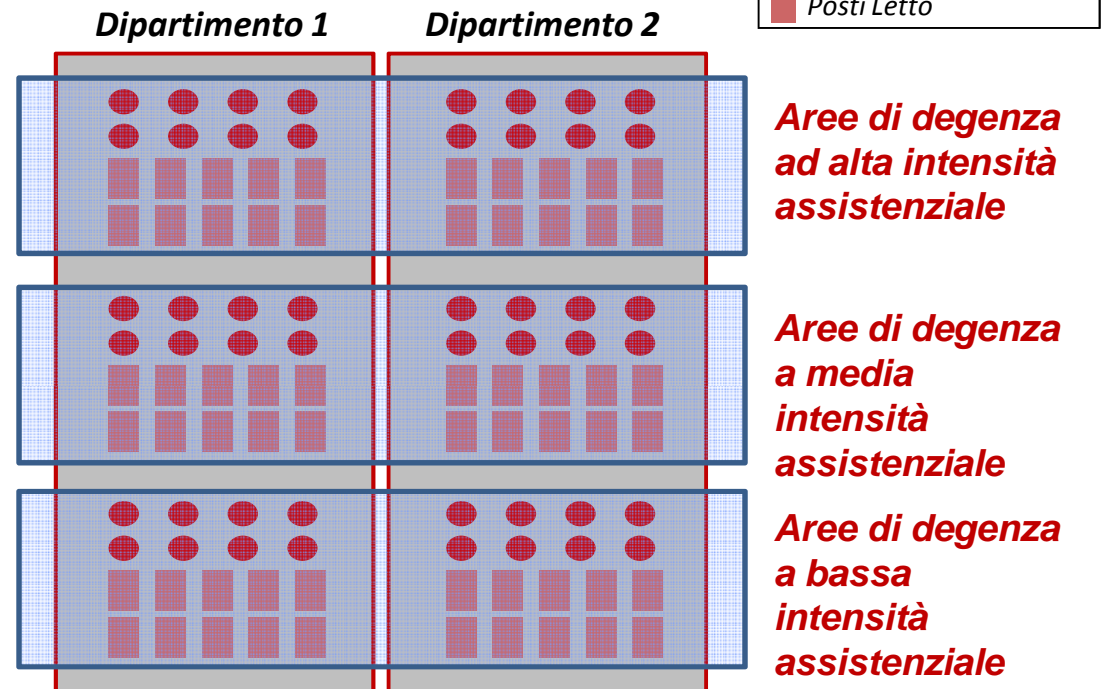 Posti Letto
Dipartimento 1
Dipartimento 2
Aree di degenza
ad alta intensità
assistenziale
Aree di degenza
a media
intensità
assistenziale
Aree di degenza
a bassa
intensità
assistenziale